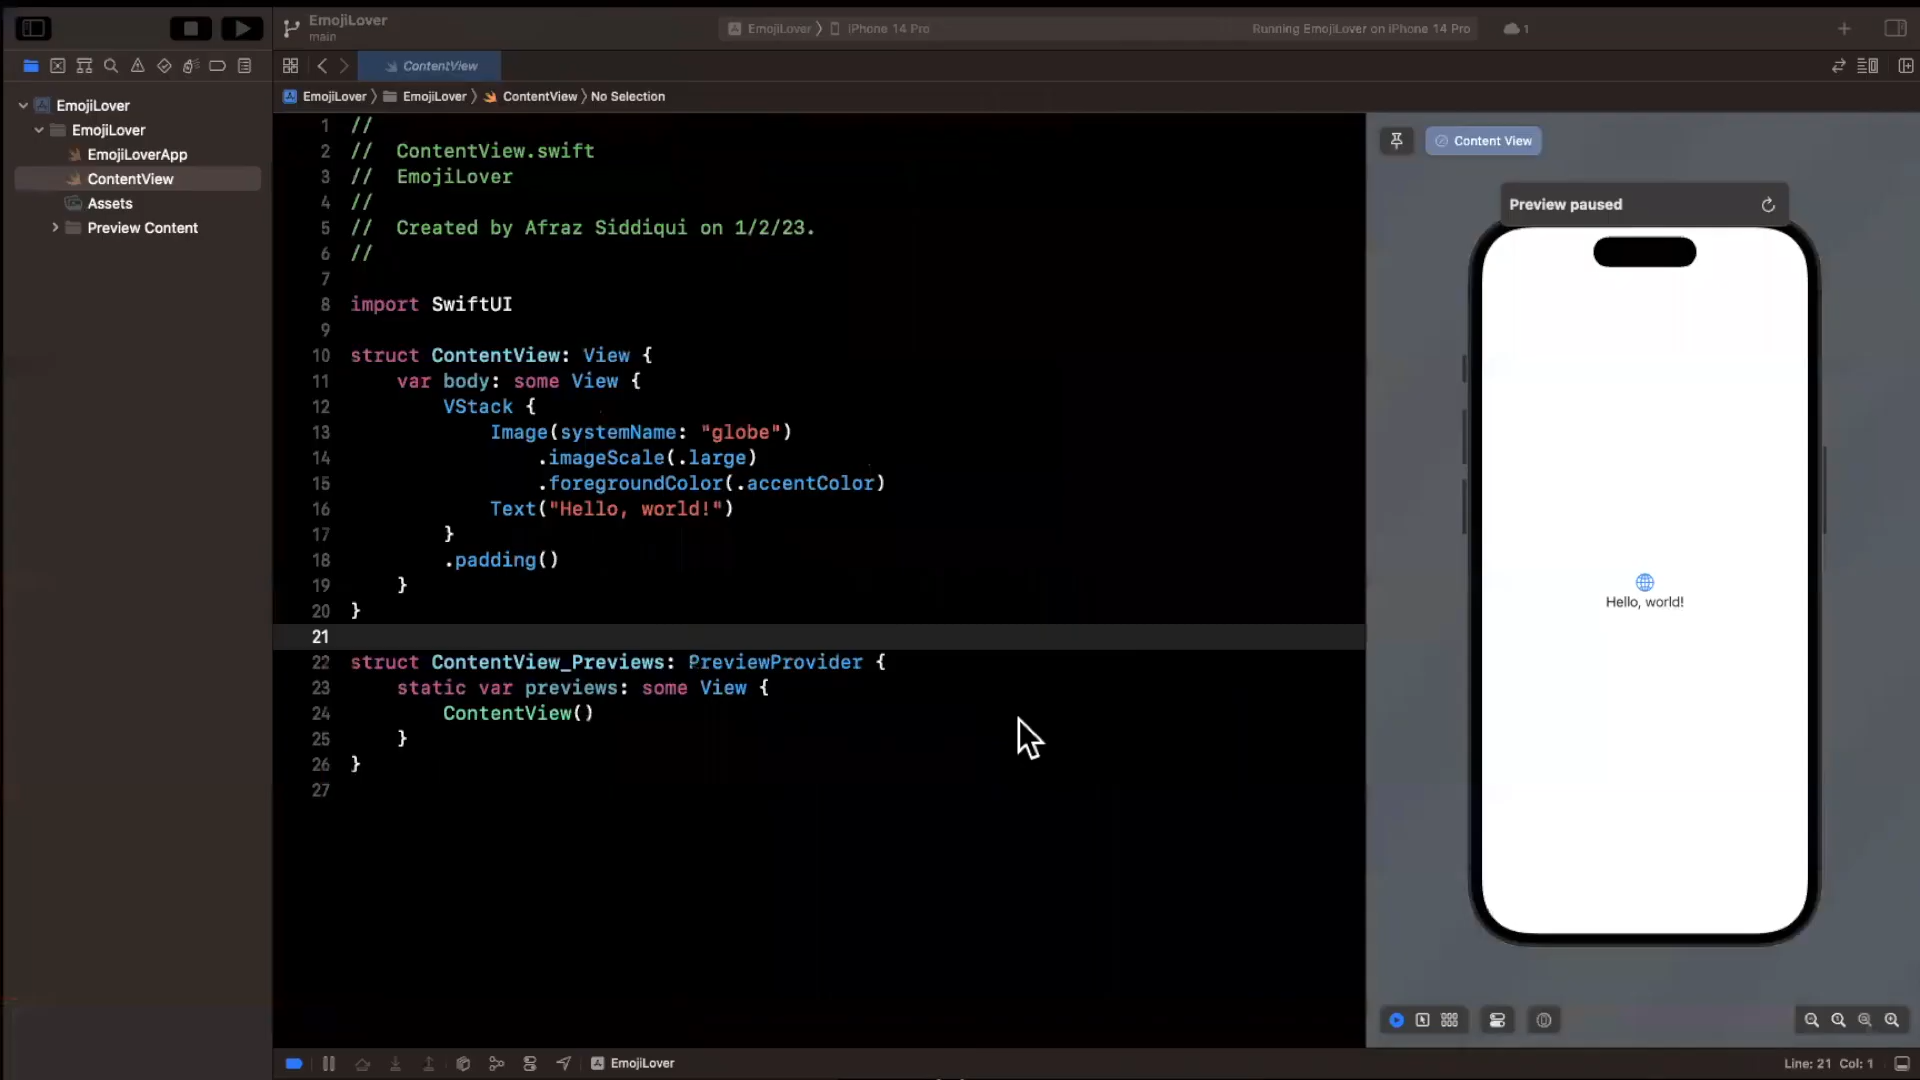 EmojiLover
main
EmojiLover 〉 iPhone 14 Pro
Running EmojiLover on iPhone 14 Pro
1
ContentView
EmojiLover 〉 EmojiLover 〉 ContentView 〉 No Selection
EmojiLover
EmojiLover
EmojiLoverApp
ContentView
Assets
Preview Content
1 //
2 //  ContentView.swift
3 //  EmojiLover
4 //
5 //  Created by Afraz Siddiqui on 1/2/23.
6 //
7
8 import SwiftUI
9
10 struct ContentView: View {
11     var body: some View {
12         VStack {
13             Image(systemName: "globe")
14                 .imageScale(.large)
15                 .foregroundColor(.accentColor)
16             Text("Hello, world!")
17         }
18         .padding()
19     }
20 }
21
22 struct ContentView_Previews: PreviewProvider {
23     static var previews: some View {
24         ContentView()
25     }
26 }
27
Content View
Preview paused
Hello, world!
EmojiLover
Line: 21 Col: 1